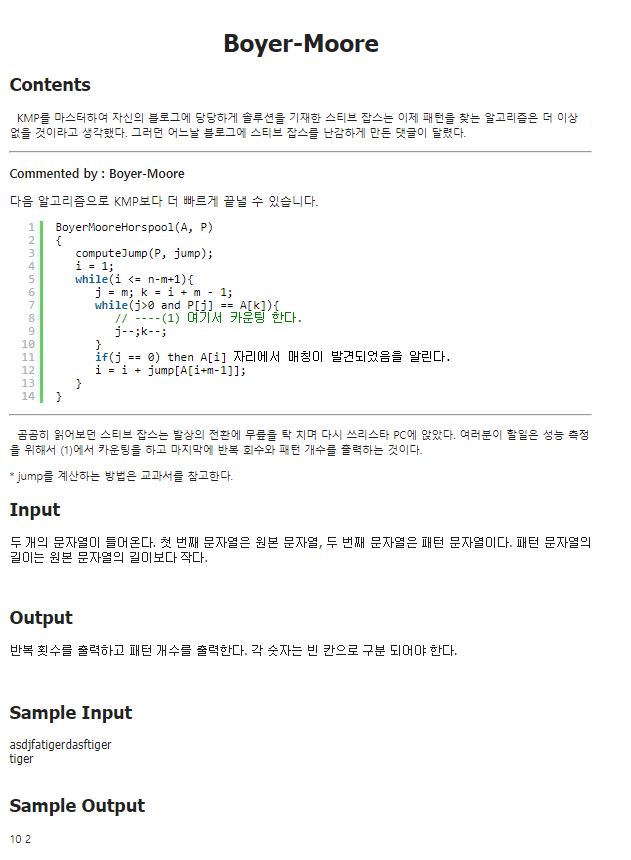 Boyer-Moore
Contents
KMP를 마스터하여 자신의 블로그에 당당하게 솔루션을 기재한 스티브 잡스는 이제 패턴을 찾는 알고리즘은 더 이상
없을 것이라고 생각했다. 그러던 어느날 블로그에 스티브 잡스를 난감하게 만든 댓글이 달렸다.
Commented by : Boyer-Moore
다음 알고리즘으로 KMP보다 더 빠르게 끝낼 수 있습니다.
1 BoyerMooreHorspool(A, P)
2 {
3 computeJump(P, jump);
4 i = 1;
5 while(i <= n-m+1){
6 j = m; k = i + m - 1;
7 while(j>0 and P[j] == A[k]){
8 // ----(1) 여기서 카운팅 한다.
9 j--;k--;
10 }
11 if(j == 0) then A[i] 자리에서 매칭이 발견되었음을 알린다.
12 i = i + jump[A[i+m-1]];
13 }
14 }
곰곰히 읽어보던 스티브 잡스는 발상의 전환에 무릎을 탁 치며 다시 쓰리스타 PC에 앉았다. 여러분이 할일은 성능 측정
을 위해서 (1)에서 카운팅을 하고 마지막에 반복 회수와 패턴 개수를 출력하는 것이다.
* jump를 계산하는 방법은 교과서를 참고한다.
Input
두 개의 문자열이 들어온다. 첫 번째 문자열은 원본 문자열, 두 번째 문자열은 패턴 문자열이다. 패턴 문자열의
길이는 원본 문자열의 길이보다 작다.
Output
반복 횟수를 출력하고 패턴 개수를 출력한다. 각 숫자는 빈 칸으로 구분 되어야 한다.
Sample Input
asdjfatigerdasftiger
tiger
Sample Output
10 2